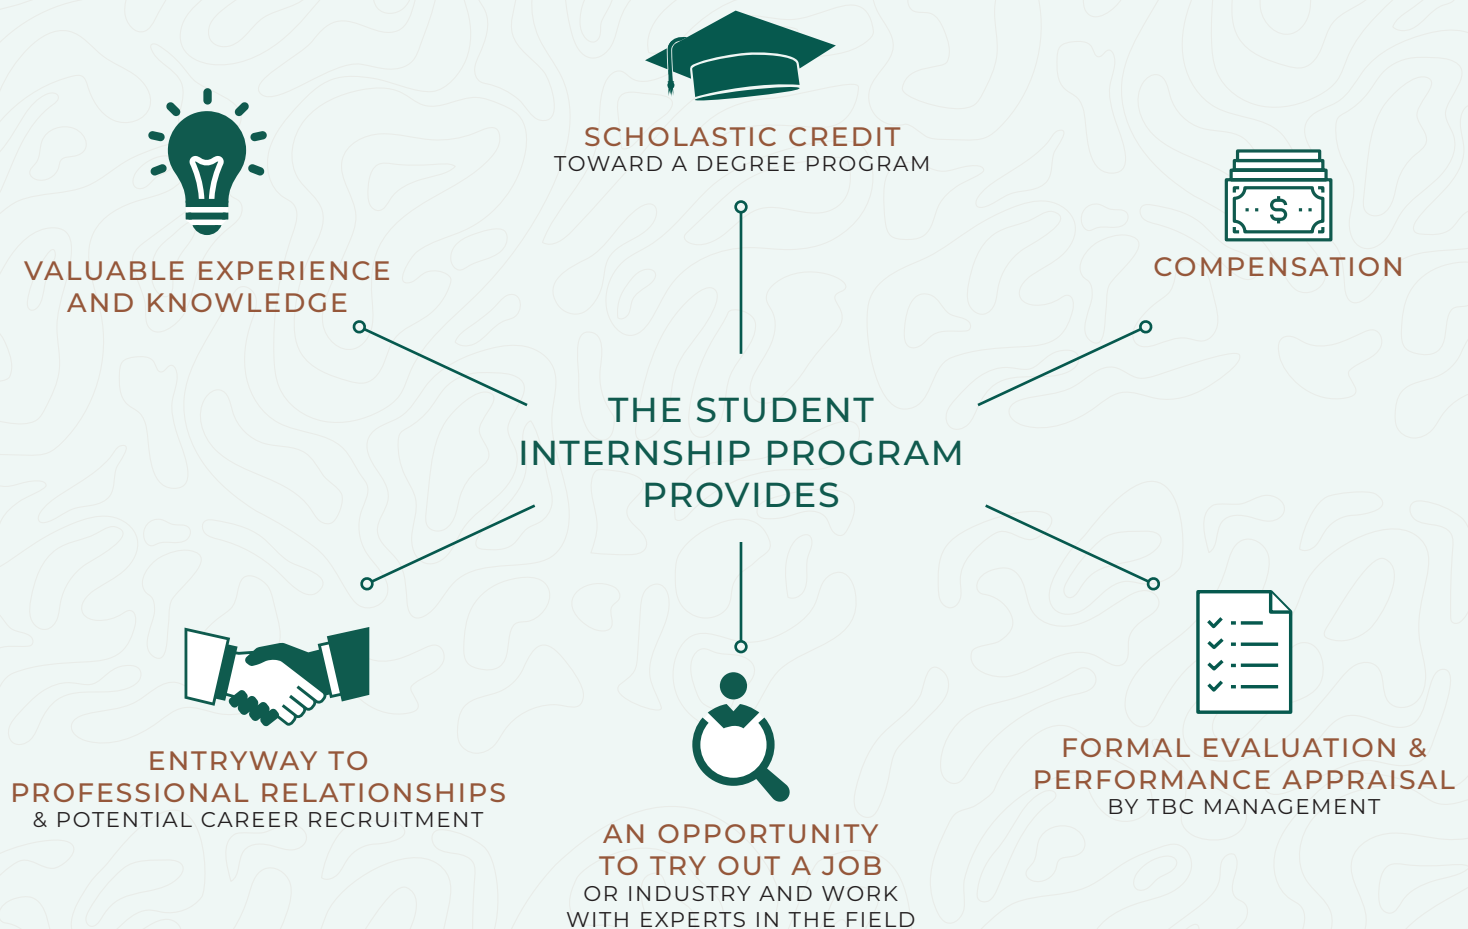 SCHOLASTIC CREDIT
TOWARD A DEGREE PROGRAM
VALUABLE EXPERIENCE
AND KNOWLEDGE
$
COMPENSATION
THE STUDENT
INTERNSHIP PROGRAM
PROVIDES
ENTRYWAY TO
PROFESSIONAL RELATIONSHIPS
& POTENTIAL CAREER RECRUITMENT
AN OPPORTUNITY
TO TRY OUT A JOB
OR INDUSTRY AND WORK
WITH EXPERTS IN THE FIELD
FORMAL EVALUATION &
PERFORMANCE APPRAISAL
BY TBC MANAGEMENT